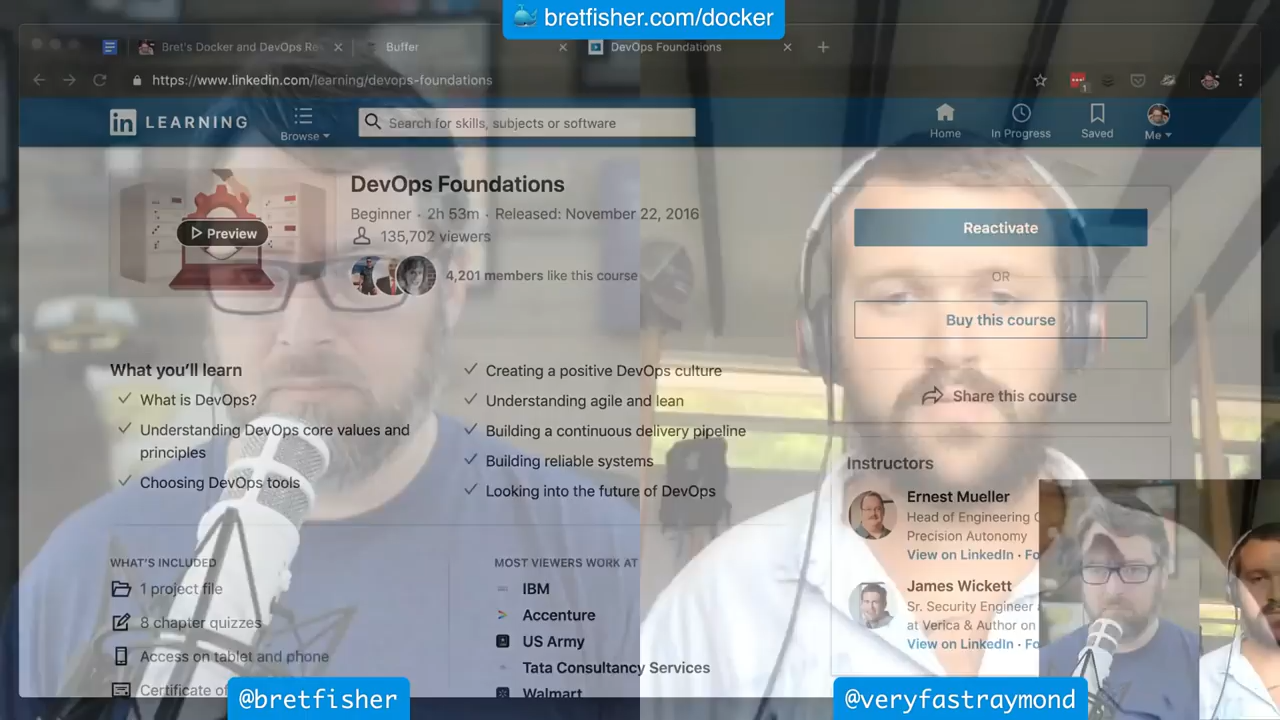 bretfisher.com/docker
Bret's Docker and DevOps Re
Buffer
DevOps Foundations
https://www.linkedin.com/learning/devops-foundations
1
in LEARNING
Browse
Search for skills, subjects or software
Home
In Progress
Saved
Me
DevOps Foundations
Beginner · 2h 53m · Released: November 22, 2016
135,702 viewers
4,201 members like this course
Preview
Reactivate
OR
Buy this course
Share this course
What you'll learn
What is DevOps?
Understanding DevOps core values and
principles
Choosing DevOps tools
Creating a positive DevOps culture
Understanding agile and lean
Building a continuous delivery pipeline
Building reliable systems
Looking into the future of DevOps
Instructors
Ernest Mueller
Head of Engineering
Precision Autonomy
View on LinkedIn · Fo
James Wickett
Sr. Security Engineer
at Verica & Author on
View on LinkedIn · Fo
WHAT'S INCLUDED
1 project file
8 chapter quizzes
Access on tablet and phone
Certificate of
MOST VIEWERS WORK AT
IBM
Accenture
US Army
Tata Consultancy Services
Walmart
@bretfisher
@veryfastraymond